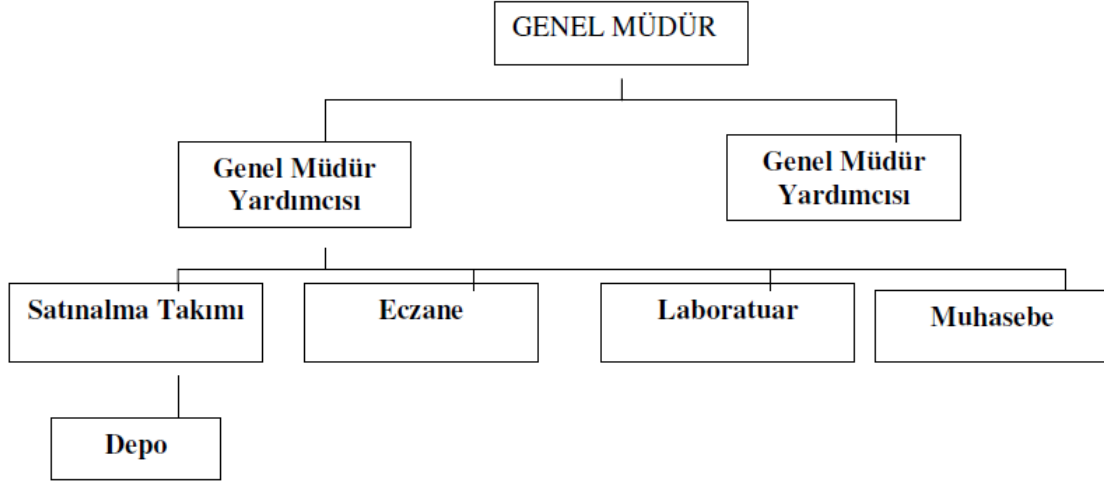 GENEL MÜDÜR
Genel Müdür
Yardımcısı
Genel Müdür
Yardımcısı
Satınalma Takımı
Eczane
Laboratuar
Muhasebe
Depo